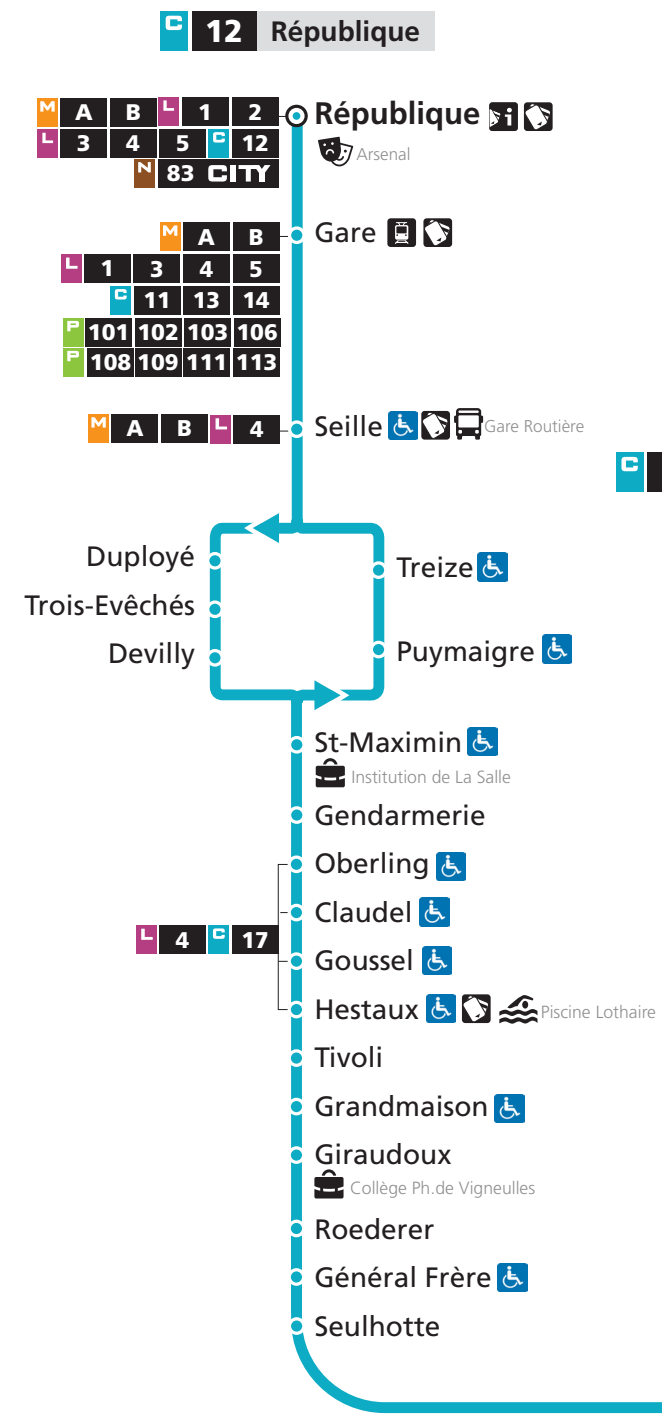 C 12 République
M A B L 1 2 République i
L 3 4 5 C 12 Arsenal
N 83 CITY
M A B Gare
L 1 3 4 5
C 11 13 14
P 101 102 103 106
P 108 109 111 113
M A B L 4 Seille Gare Routière
C
Duployé
Treize
Trois-Evêchés
Devilly
Puymaigre
St-Maximin
Institution de La Salle
Gendarmerie
Oberling
Claudel
L 4 C 17
Goussel
Hestaux Piscine Lothaire
Tivoli
Grandmaison
Giraudoux
Collège Ph.de Vigneulles
Roederer
Général Frère
Seulhotte